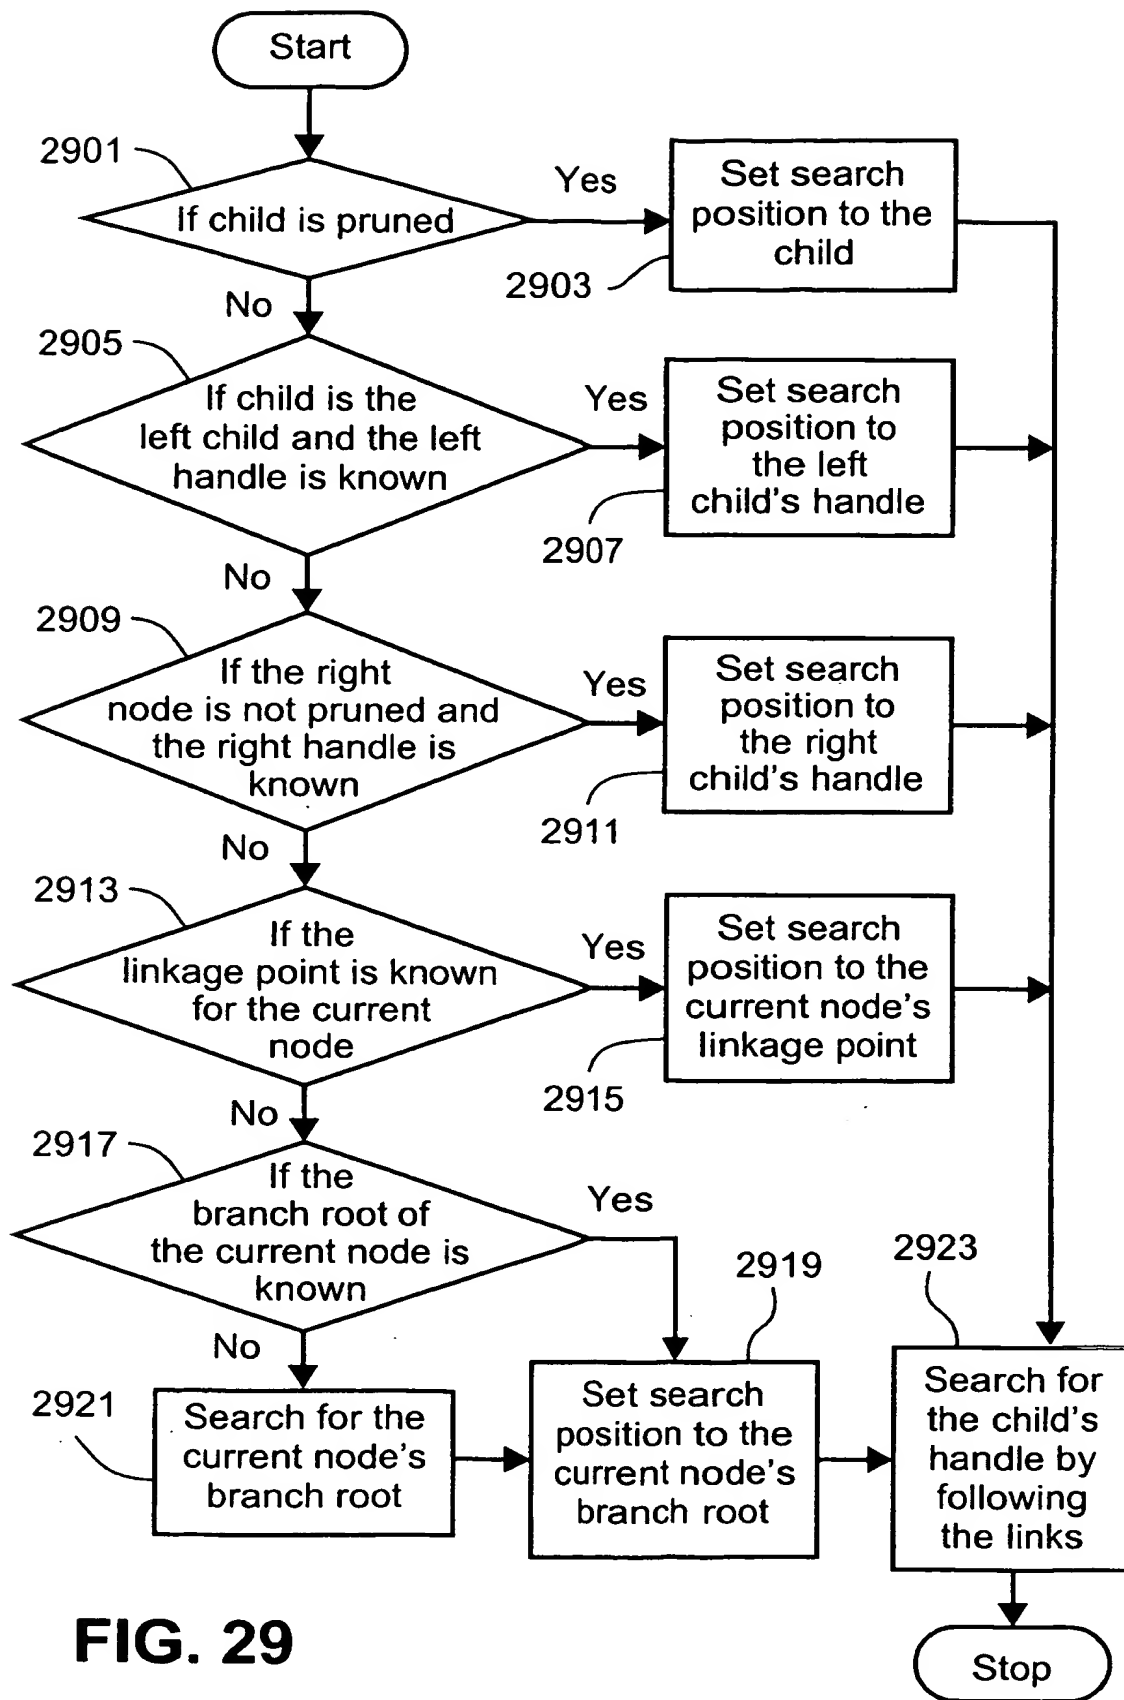 Start
2901
If child is pruned
Yes
Set search
position to the
child
2903
No
2905
If child is the
left child and the left
handle is known
Yes
Set search
position to
the left
child's handle
2907
No
2909
If the right
node is not pruned and
the right handle is
known
Yes
Set search
position to
the right
child's handle
2911
No
2913
If the
linkage point is known
for the current
node
Yes
Set search
position to the
current node's
linkage point
2915
No
2917
If the
branch root of
the current node is
known
Yes
2919
2923
No
2921
Search for the
current node's
branch root
Set search
position to the
current node's
branch root
Search for
the child's
handle by
following
the links
Stop
FIG. 29